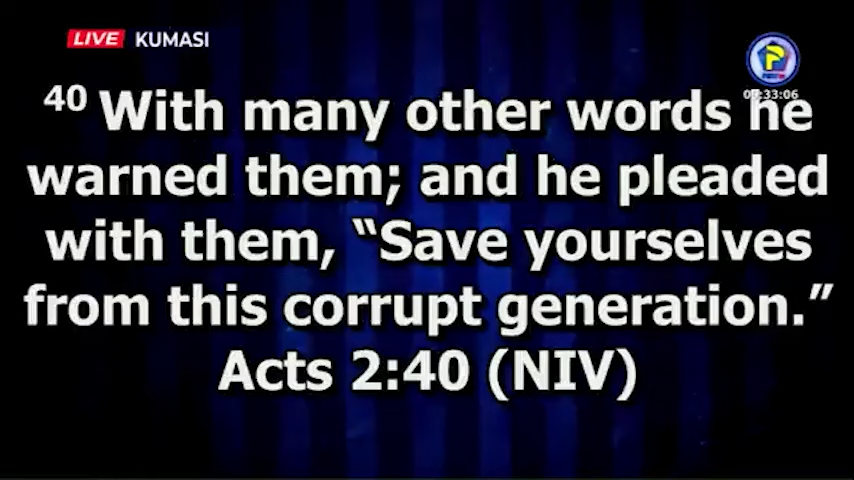 LIVE KUMASI
40 With many other words he
warned them; and he pleaded
with them, “Save yourselves
from this corrupt generation.”
Acts 2:40 (NIV)